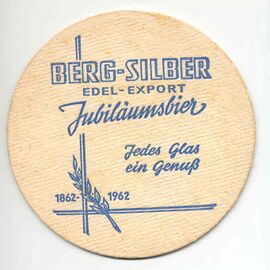 BERG-SILBER
EDEL-EXPORT
Jubiläumsbier
Jedes Glas
ein Genuß
1862-1962